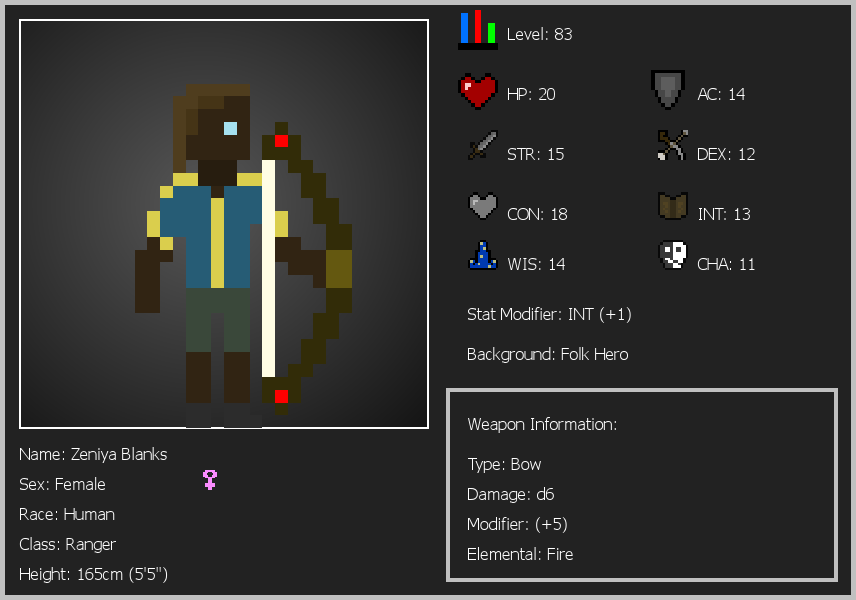 Level: 83
HP: 20
AC: 14
STR: 15
DEX: 12
CON: 18
INT: 13
WIS: 14
CHA: 11
Stat Modifier: INT (+1)
Background: Folk Hero
Weapon Information:
Type: Bow
Damage: d6
Modifier: (+5)
Elemental: Fire
Name: Zeniya Blanks
Sex: Female
Race: Human
Class: Ranger
Height: 165cm (5'5")